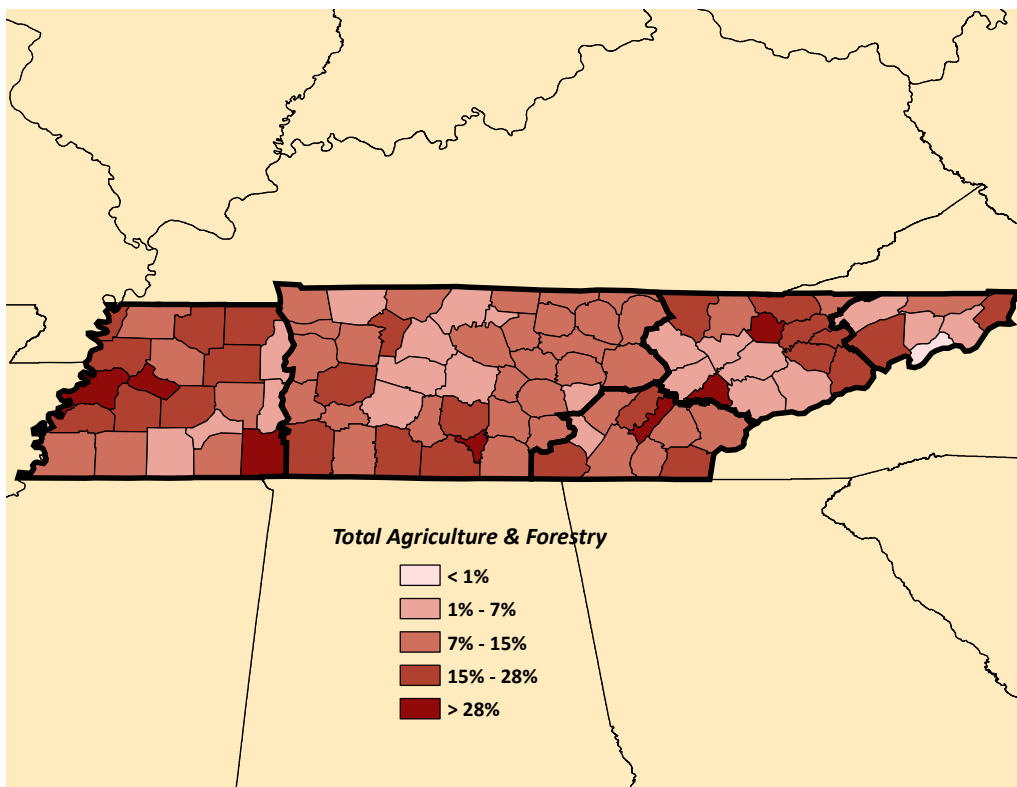 Total Agriculture & Forestry
< 1%
1% - 7%
7% - 15%
15% - 28%
> 28%